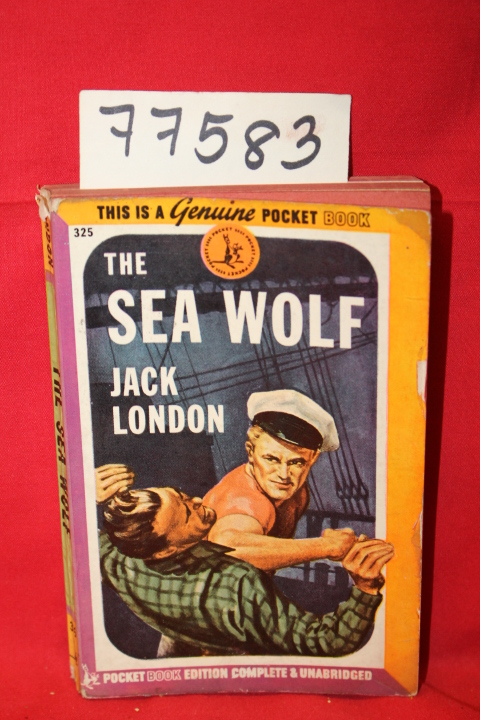 77583
THIS IS A Genuine POCKET BOOK
325
THE
SEA WOLF
JACK
LONDON
POCKET BOOK EDITION COMPLETE & UNABRIDGED
THE SEA WOLF